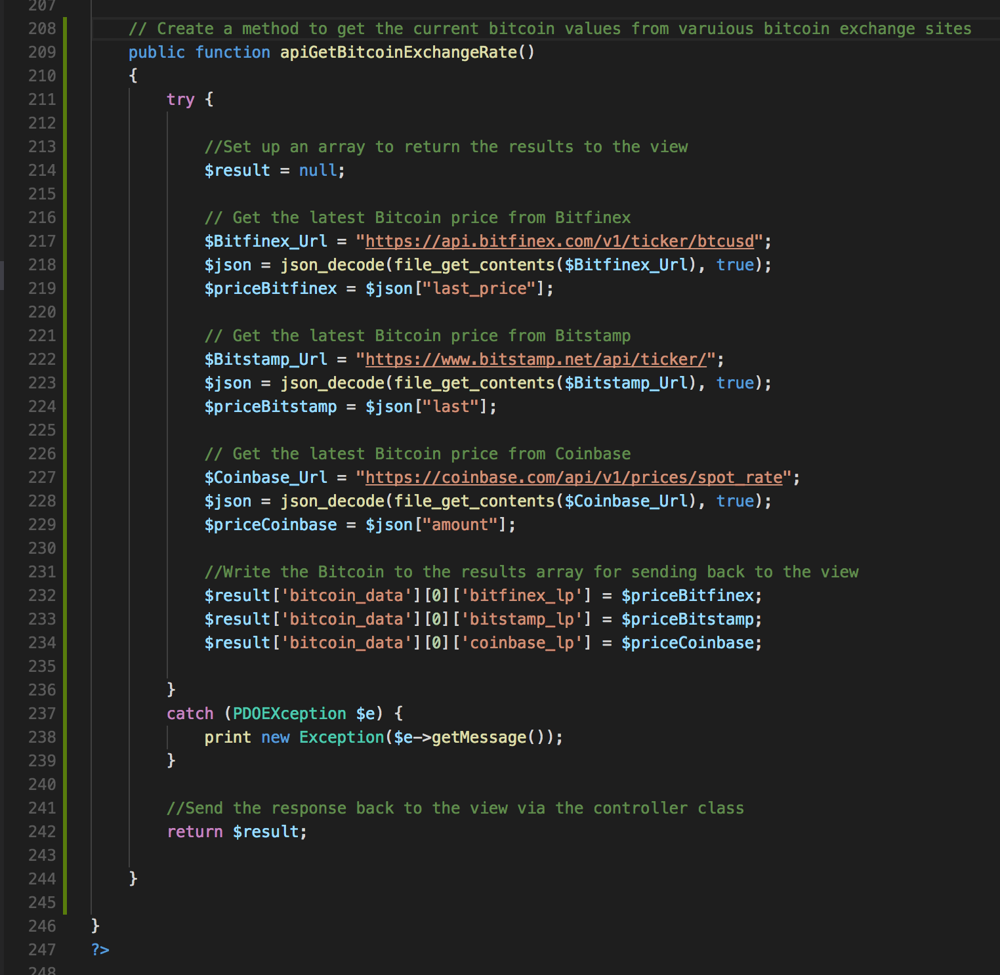 207
208 // Create a method to get the current bitcoin values from varuious bitcoin exchange sites
209 public function apiGetBitcoinExchangeRate()
210 {
211 try {
212
213 //Set up an array to return the results to the view
214 $result = null;
215
216 // Get the latest Bitcoin price from Bitfinex
217 $Bitfinex_Url = "https://api.bitfinex.com/v1/ticker/btcusd";
218 $json = json_decode(file_get_contents($Bitfinex_Url), true);
219 $priceBitfinex = $json["last_price"];
220
221 // Get the latest Bitcoin price from Bitstamp
222 $Bitstamp_Url = "https://www.bitstamp.net/api/ticker/";
223 $json = json_decode(file_get_contents($Bitstamp_Url), true);
224 $priceBitstamp = $json["last"];
225
226 // Get the latest Bitcoin price from Coinbase
227 $Coinbase_Url = "https://coinbase.com/api/v1/prices/spot_rate";
228 $json = json_decode(file_get_contents($Coinbase_Url), true);
229 $priceCoinbase = $json["amount"];
230
231 //Write the Bitcoin to the results array for sending back to the view
232 $result['bitcoin_data'][0]['bitfinex_lp'] = $priceBitfinex;
233 $result['bitcoin_data'][0]['bitstamp_lp'] = $priceBitstamp;
234 $result['bitcoin_data'][0]['coinbase_lp'] = $priceCoinbase;
235
236 }
237 catch (PDOEXception $e) {
238 print new Exception($e->getMessage());
239 }
240
241 //Send the response back to the view via the controller class
242 return $result;
243
244 }
245
246 }
247 ?>
248